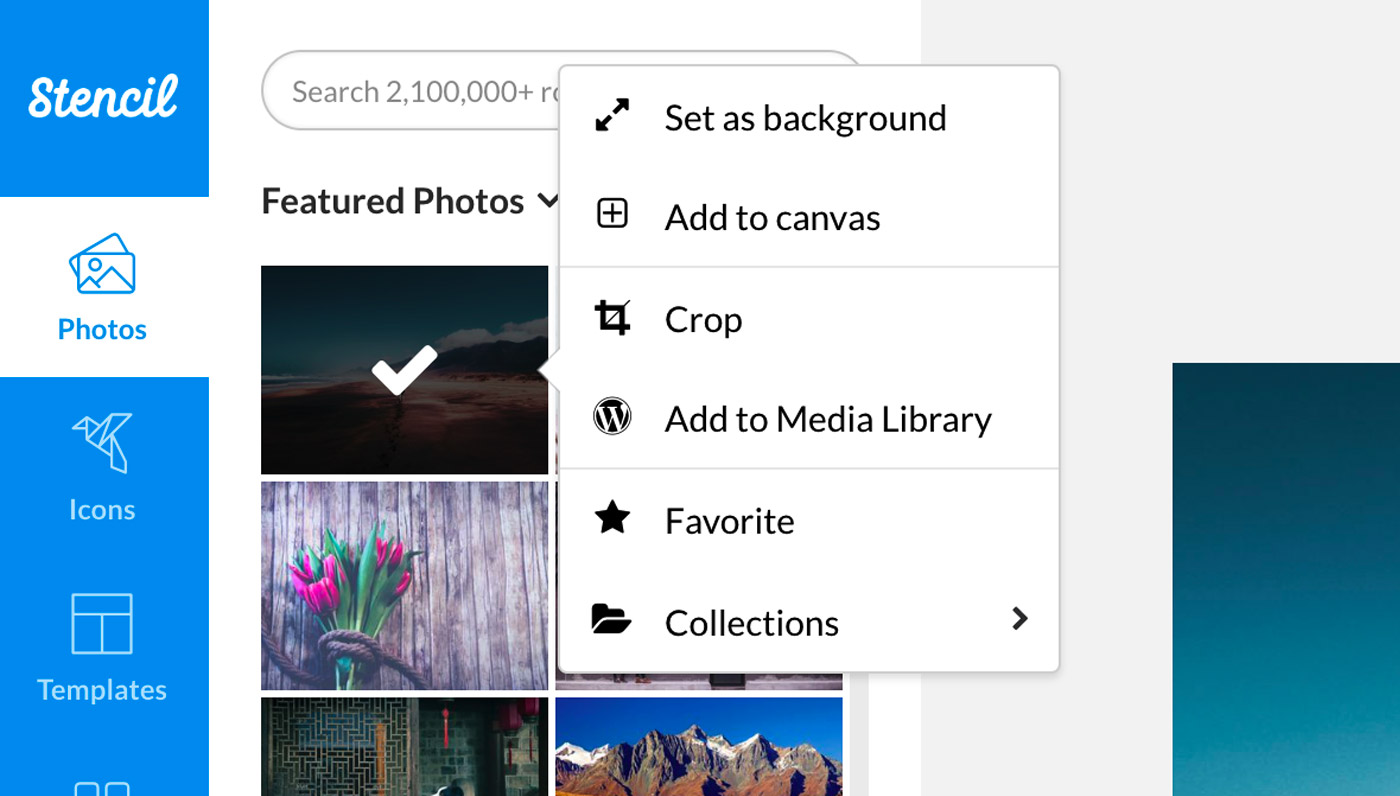 Stencil
Search 2,100,000+
Featured Photos
Photos
Icons
Templates
Set as background
Add to canvas
Crop
Add to Media Library
Favorite
Collections